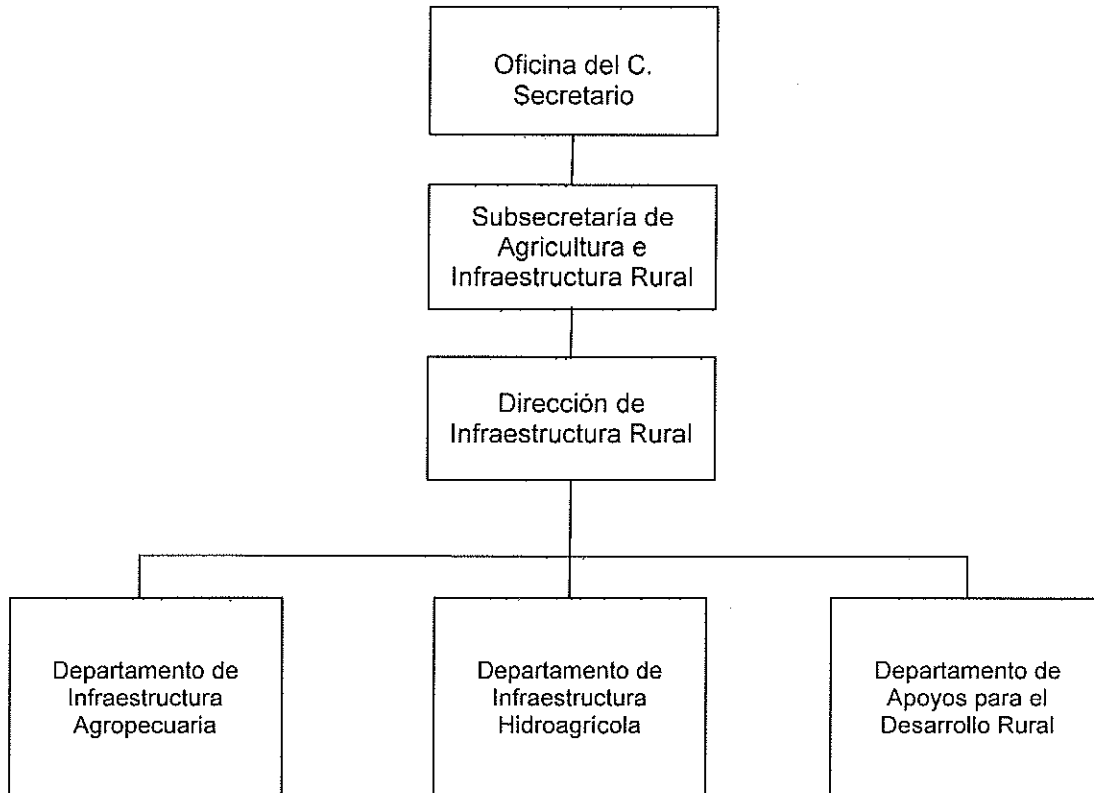 Oficina del C.
Secretario
Subsecretaría de
Agricultura e
Infraestructura Rural
Dirección de
Infraestructura Rural
Departamento de
Infraestructura
Agropecuaria
Departamento de
Infraestructura
Hidroagrícola
Departamento de
Apoyos para el
Desarrollo Rural